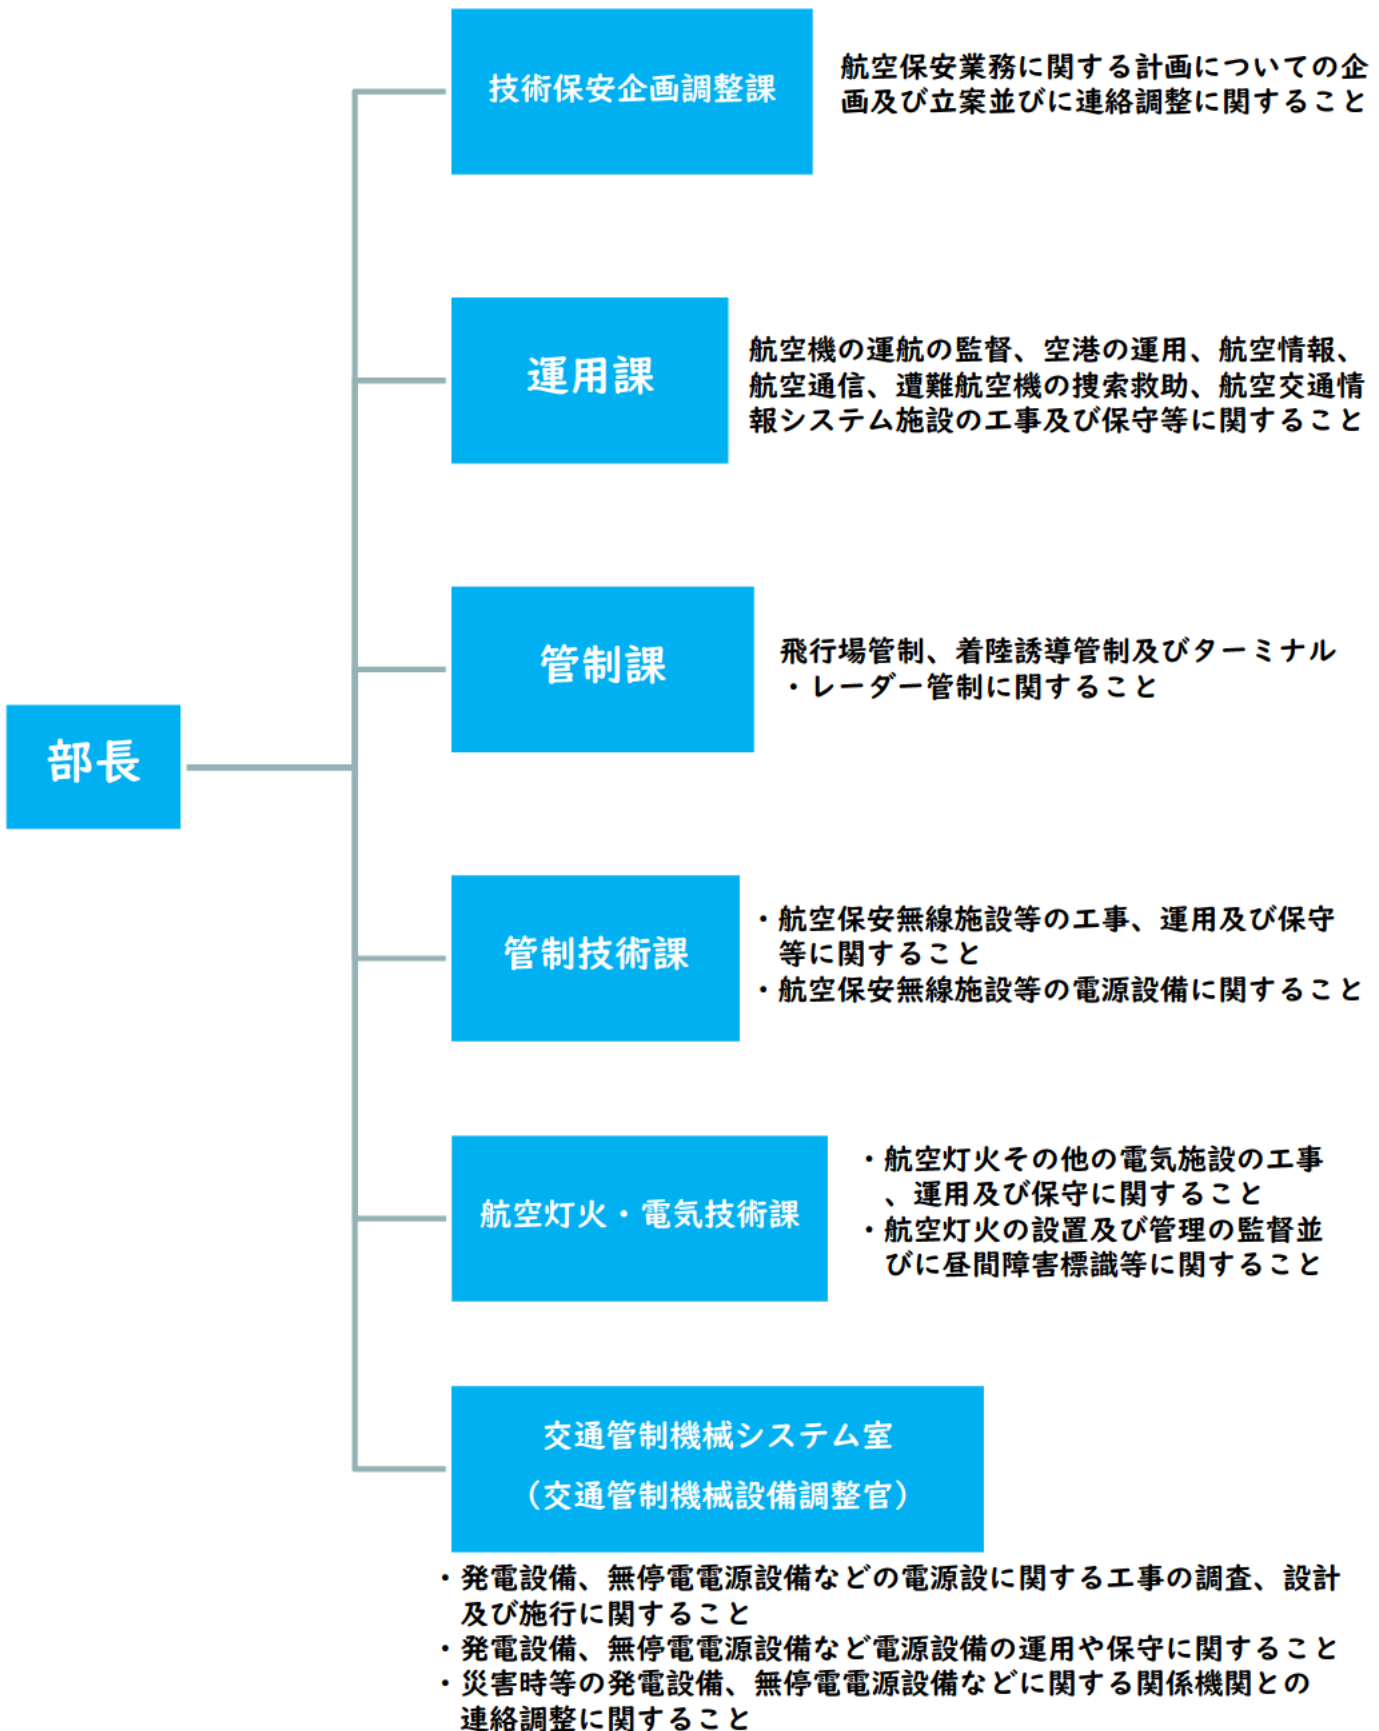 技術保安企画調整課
航空保安業務に関する計画についての企
画及び立案並びに連絡調整に関すること
運用課
航空機の運航の監督、空港の運用、航空情報、
航空通信、遭難航空機の捜索救助、航空交通情
報システム施設の工事及び保守等に関すること
管制課
飛行場管制、着陸誘導管制及びターミナル
・レーダー管制に関すること
部長
管制技術課
・航空保安無線施設等の工事、運用及び保守
等に関すること
・航空保安無線施設等の電源設備に関すること
航空灯火・電気技術課
・航空灯火その他の電気施設の工事
、運用及び保守に関すること
・航空灯火の設置及び管理の監督並
びに昼間障害標識等に関すること
交通管制機械システム室
（交通管制機械設備調整官）
・発電設備、無停電電源設備などの電源設に関する工事の調査、設計
及び施行に関すること
・発電設備、無停電電源設備など電源設備の運用や保守に関すること
・災害時等の発電設備、無停電電源設備などに関する関係機関との
連絡調整に関すること